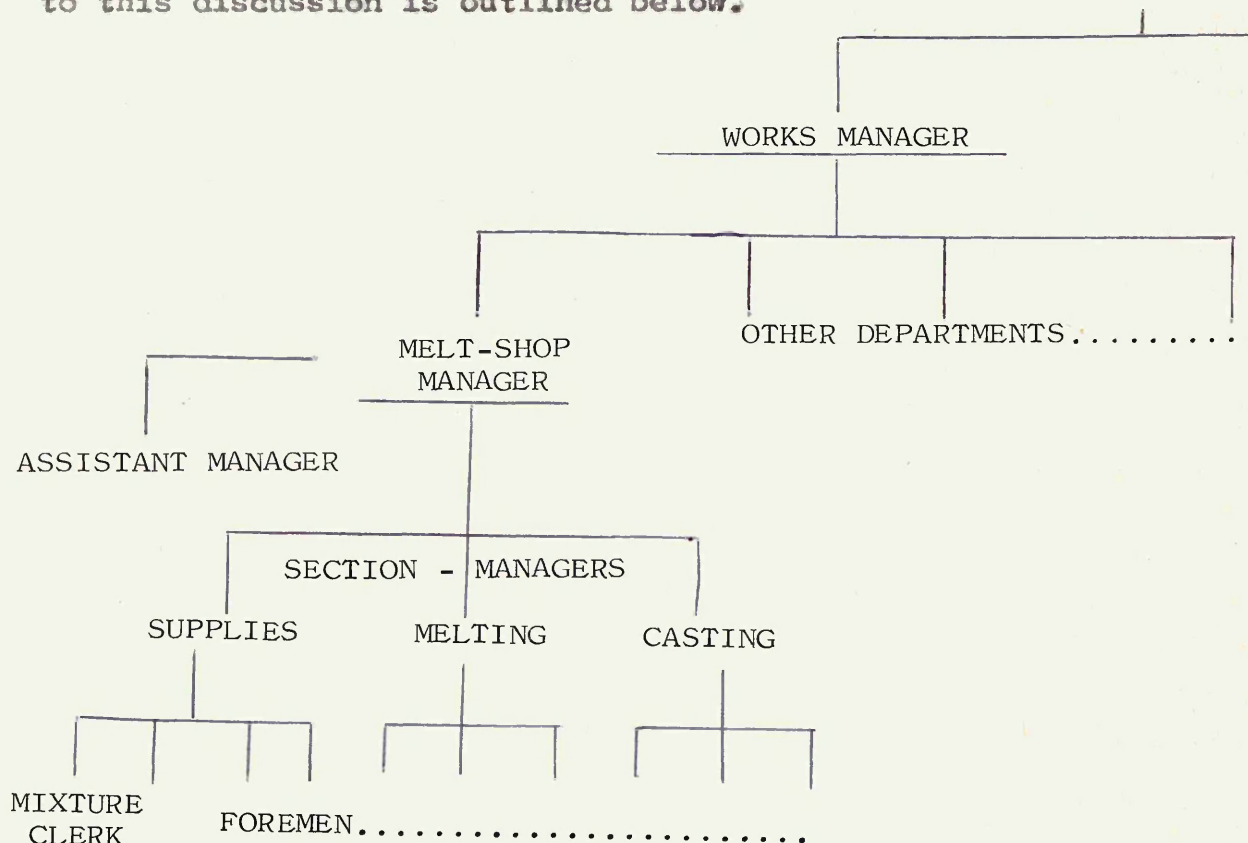 to this discussion is outlined below.
WORKS MANAGER
MELT-SHOP
MANAGER
OTHER DEPARTMENTS.........
ASSISTANT MANAGER
SECTION - MANAGERS
SUPPLIES
MELTING
CASTING
MIXTURE
CLERK
FOREMEN........................